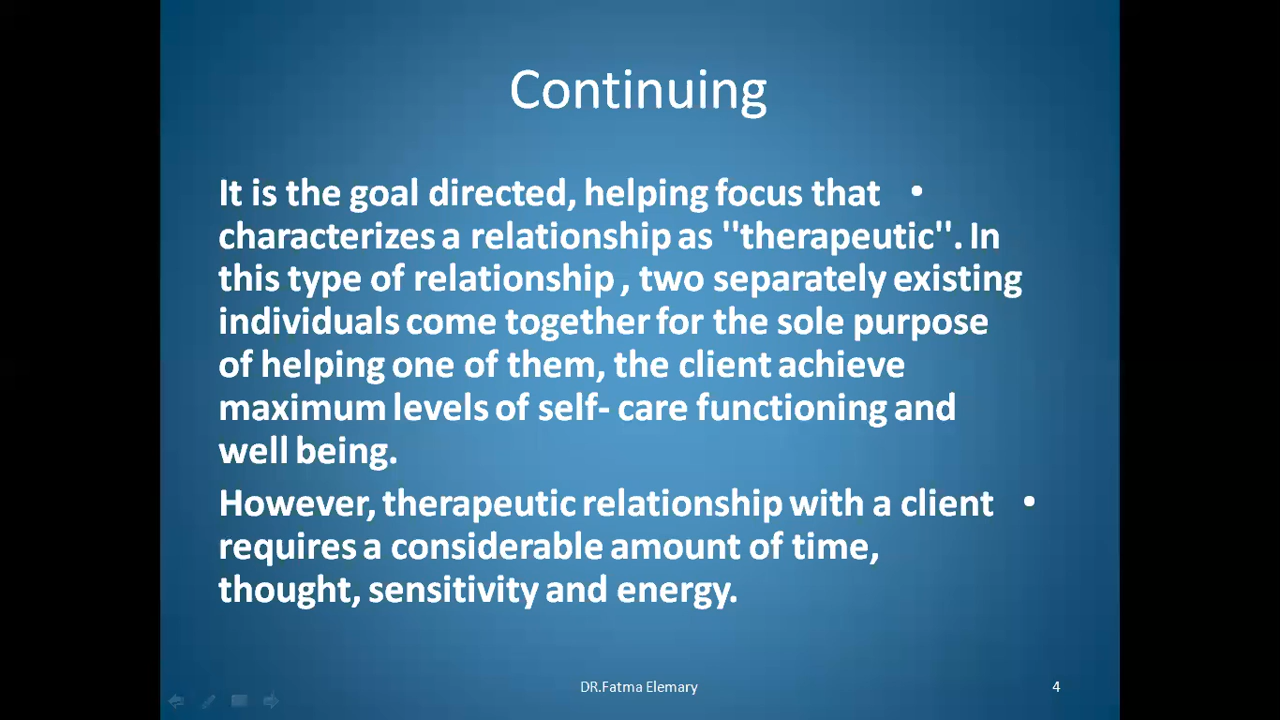 Continuing
It is the goal directed, helping focus that •
characterizes a relationship as "therapeutic". In
this type of relationship , two separately existing
individuals come together for the sole purpose
of helping one of them, the client achieve
maximum levels of self- care functioning and
well being.
However, therapeutic relationship with a client •
requires a considerable amount of time,
thought, sensitivity and energy.
DR.Fatma Elemary
4